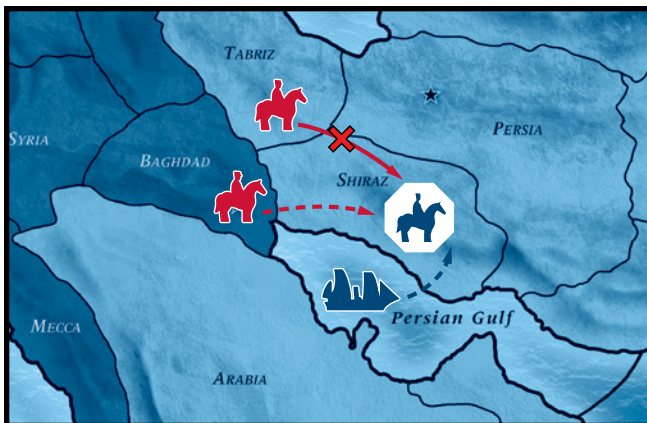 TABRIZ
SYRIA
PERSIA
BAGHDAD
SHIRAZ
Persian Gulf
MECCA
ARABIA